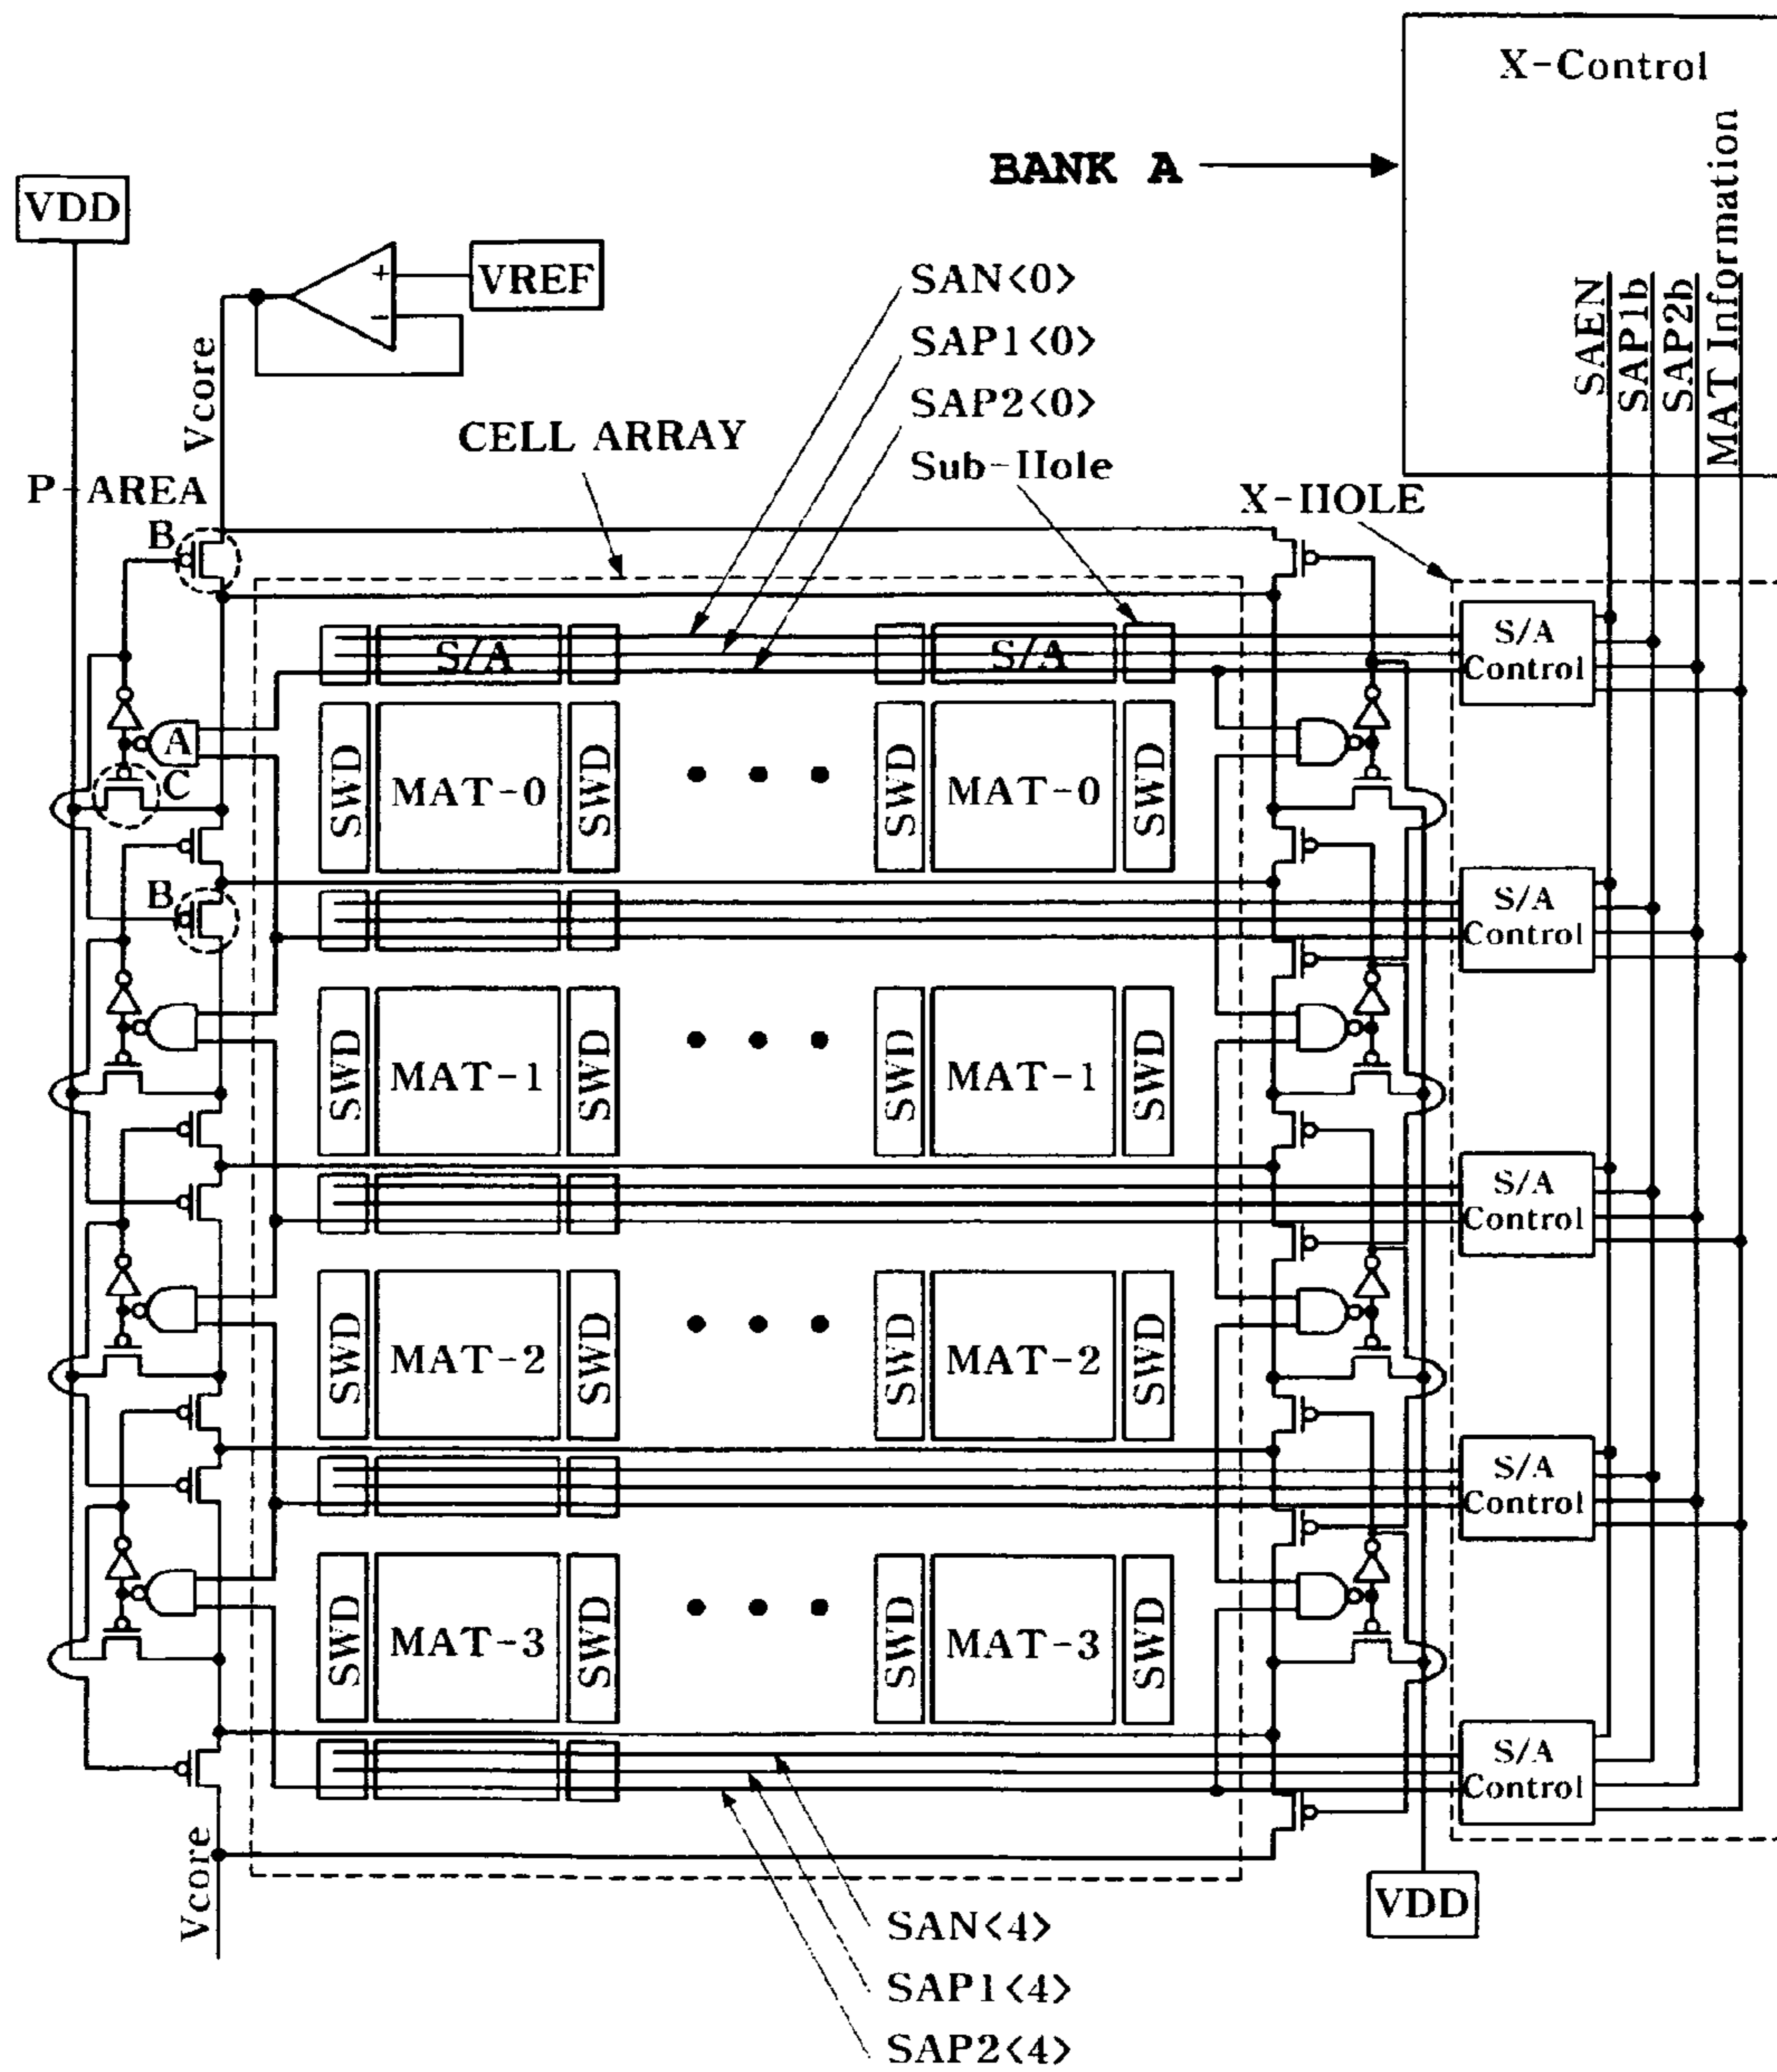 X-Control
BANK A
MAT Information
VDD
VREF
+
-
SAN<0>
SAP1<0>
SAP2<0>
SAEN
SAP1b
SAP2b
Vcore
CELL ARRAY
Sub-Hole
P-AREA
X-HOLE
B
S/A
S/A
S/A
Control
A
C
SWD
MAT-0
SWD
SWD
MAT-0
SWD
B
S/A
Control
SWD
MAT-1
SWD
SWD
MAT-1
SWD
S/A
Control
SWD
MAT-2
SWD
SWD
MAT-2
SWD
S/A
Control
SWD
MAT-3
SWD
SWD
MAT-3
SWD
S/A
Control
Vcore
VDD
SAN<4>
SAP1<4>
SAP2<4>